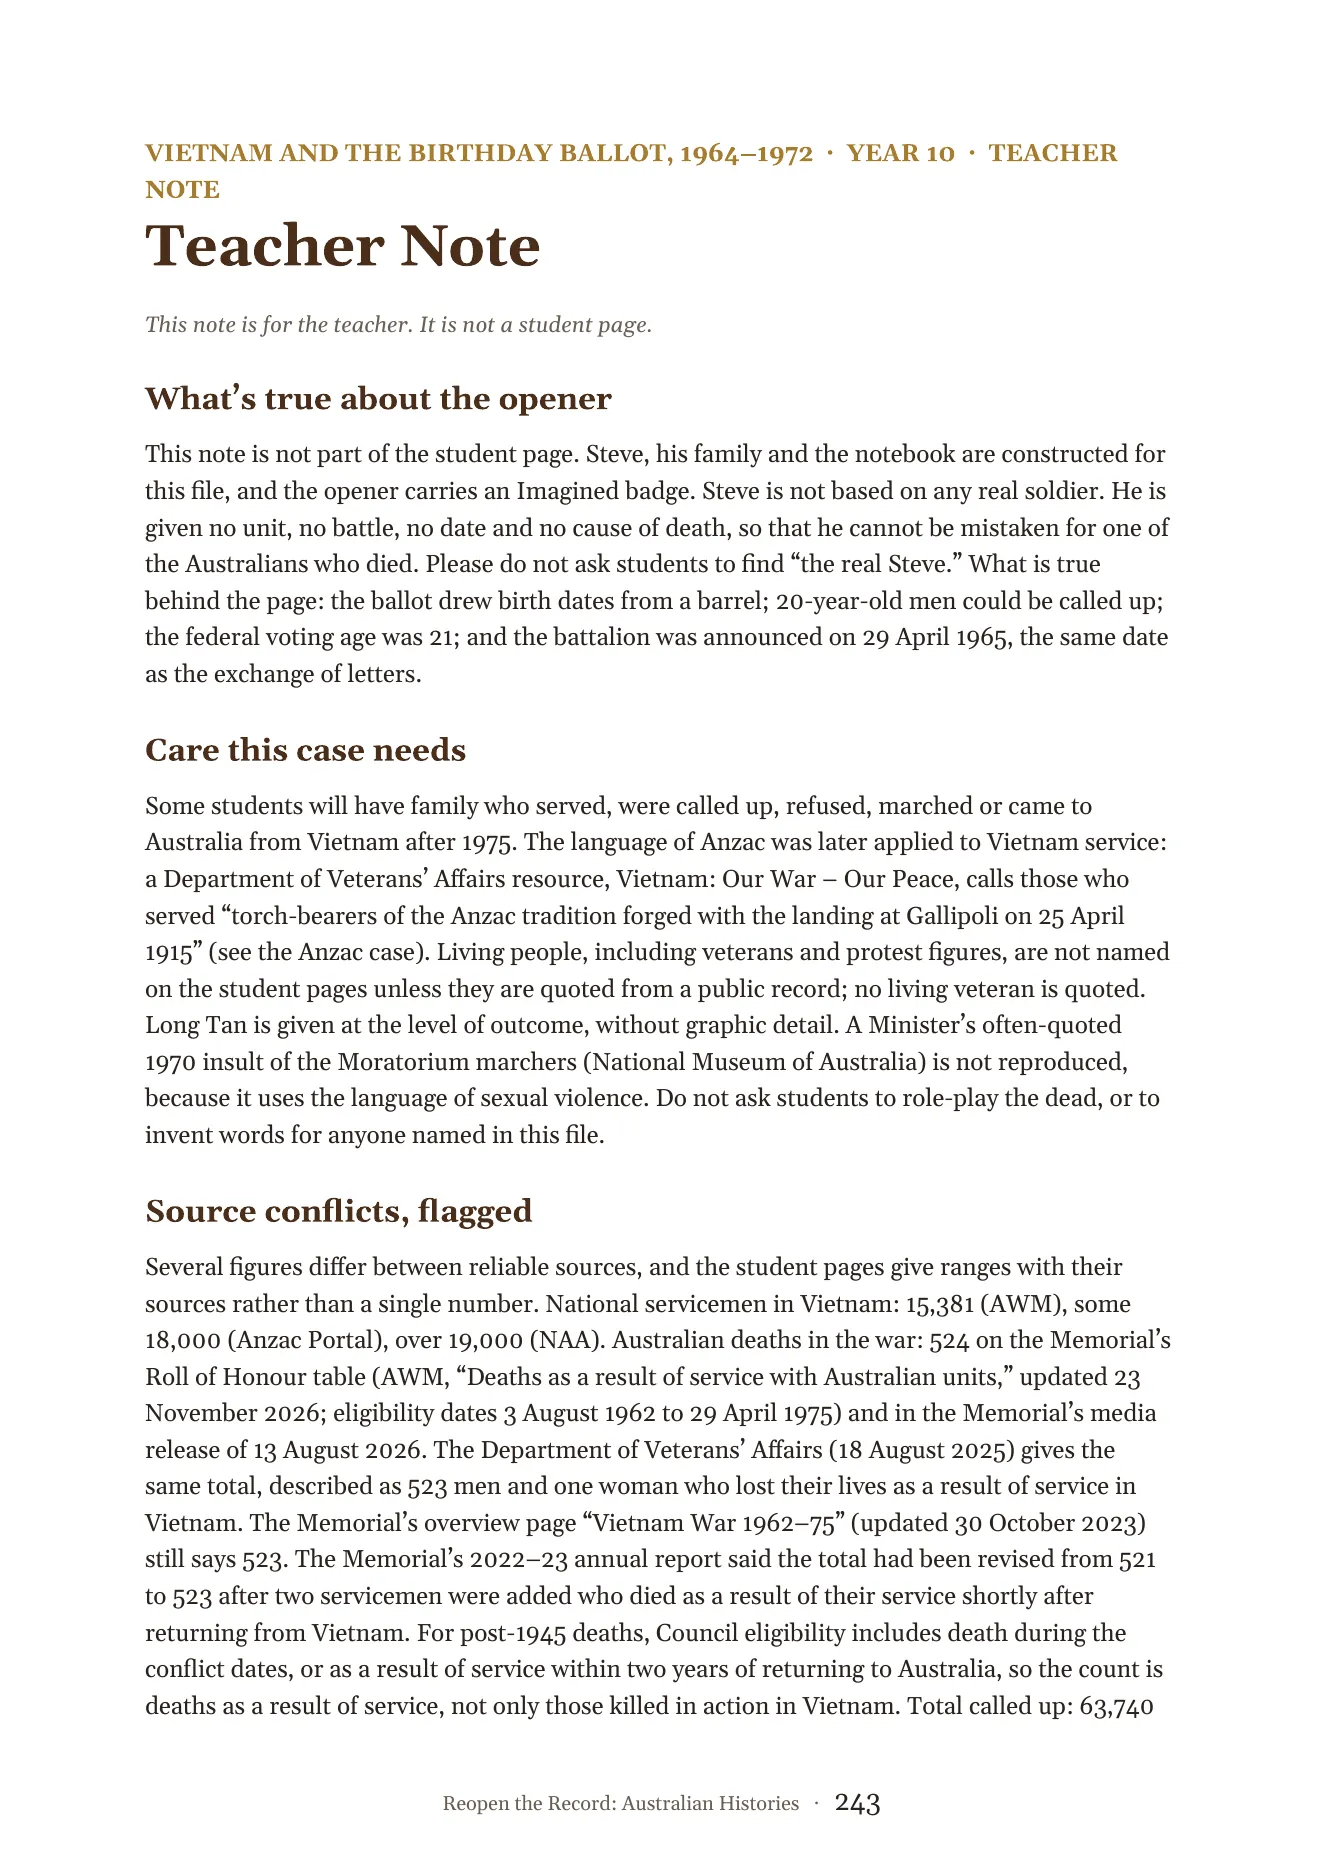 VIETNAM AND THE BIRTHDAY BALLOT, 1964–1972 · YEAR 10 · TEACHER
NOTE
Teacher Note
This note is for the teacher. It is not a student page.
What’s true about the opener
This note is not part of the student page. Steve, his family and the notebook are constructed for
this file, and the opener carries an Imagined badge. Steve is not based on any real soldier. He is
given no unit, no battle, no date and no cause of death, so that he cannot be mistaken for one of
the Australians who died. Please do not ask students to find “the real Steve.” What is true
behind the page: the ballot drew birth dates from a barrel; 20-year-old men could be called up;
the federal voting age was 21; and the battalion was announced on 29 April 1965, the same date
as the exchange of letters.
Care this case needs
Some students will have family who served, were called up, refused, marched or came to
Australia from Vietnam after 1975. The language of Anzac was later applied to Vietnam service:
a Department of Veterans’ Affairs resource, Vietnam: Our War – Our Peace, calls those who
served “torch-bearers of the Anzac tradition forged with the landing at Gallipoli on 25 April
1915” (see the Anzac case). Living people, including veterans and protest figures, are not named
on the student pages unless they are quoted from a public record; no living veteran is quoted.
Long Tan is given at the level of outcome, without graphic detail. A Minister’s often-quoted
1970 insult of the Moratorium marchers (National Museum of Australia) is not reproduced,
because it uses the language of sexual violence. Do not ask students to role-play the dead, or to
invent words for anyone named in this file.
Source conflicts, flagged
Several figures differ between reliable sources, and the student pages give ranges with their
sources rather than a single number. National servicemen in Vietnam: 15,381 (AWM), some
18,000 (Anzac Portal), over 19,000 (NAA). Australian deaths in the war: 524 on the Memorial’s
Roll of Honour table (AWM, “Deaths as a result of service with Australian units,” updated 23
November 2026; eligibility dates 3 August 1962 to 29 April 1975) and in the Memorial’s media
release of 13 August 2026. The Department of Veterans’ Affairs (18 August 2025) gives the
same total, described as 523 men and one woman who lost their lives as a result of service in
Vietnam. The Memorial’s overview page “Vietnam War 1962–75” (updated 30 October 2023)
still says 523. The Memorial’s 2022–23 annual report said the total had been revised from 521
to 523 after two servicemen were added who died as a result of their service shortly after
returning from Vietnam. For post-1945 deaths, Council eligibility includes death during the
conflict dates, or as a result of service within two years of returning to Australia, so the count is
deaths as a result of service, not only those killed in action in Vietnam. Total called up: 63,740
Reopen the Record: Australian Histories · 243